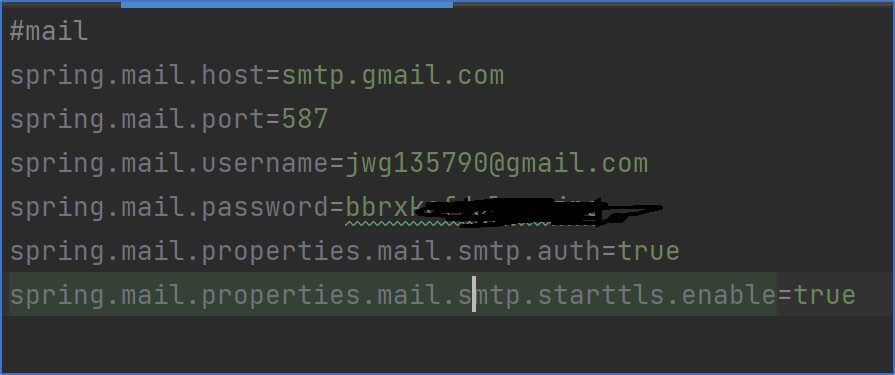 #mail
spring.mail.host=smtp.gmail.com
spring.mail.port=587
spring.mail.username=jwg135790@gmail.com
spring.mail.password=
spring.mail.properties.mail.smtp.auth=true
spring.mail.properties.mail.smtp.starttls.enable=true